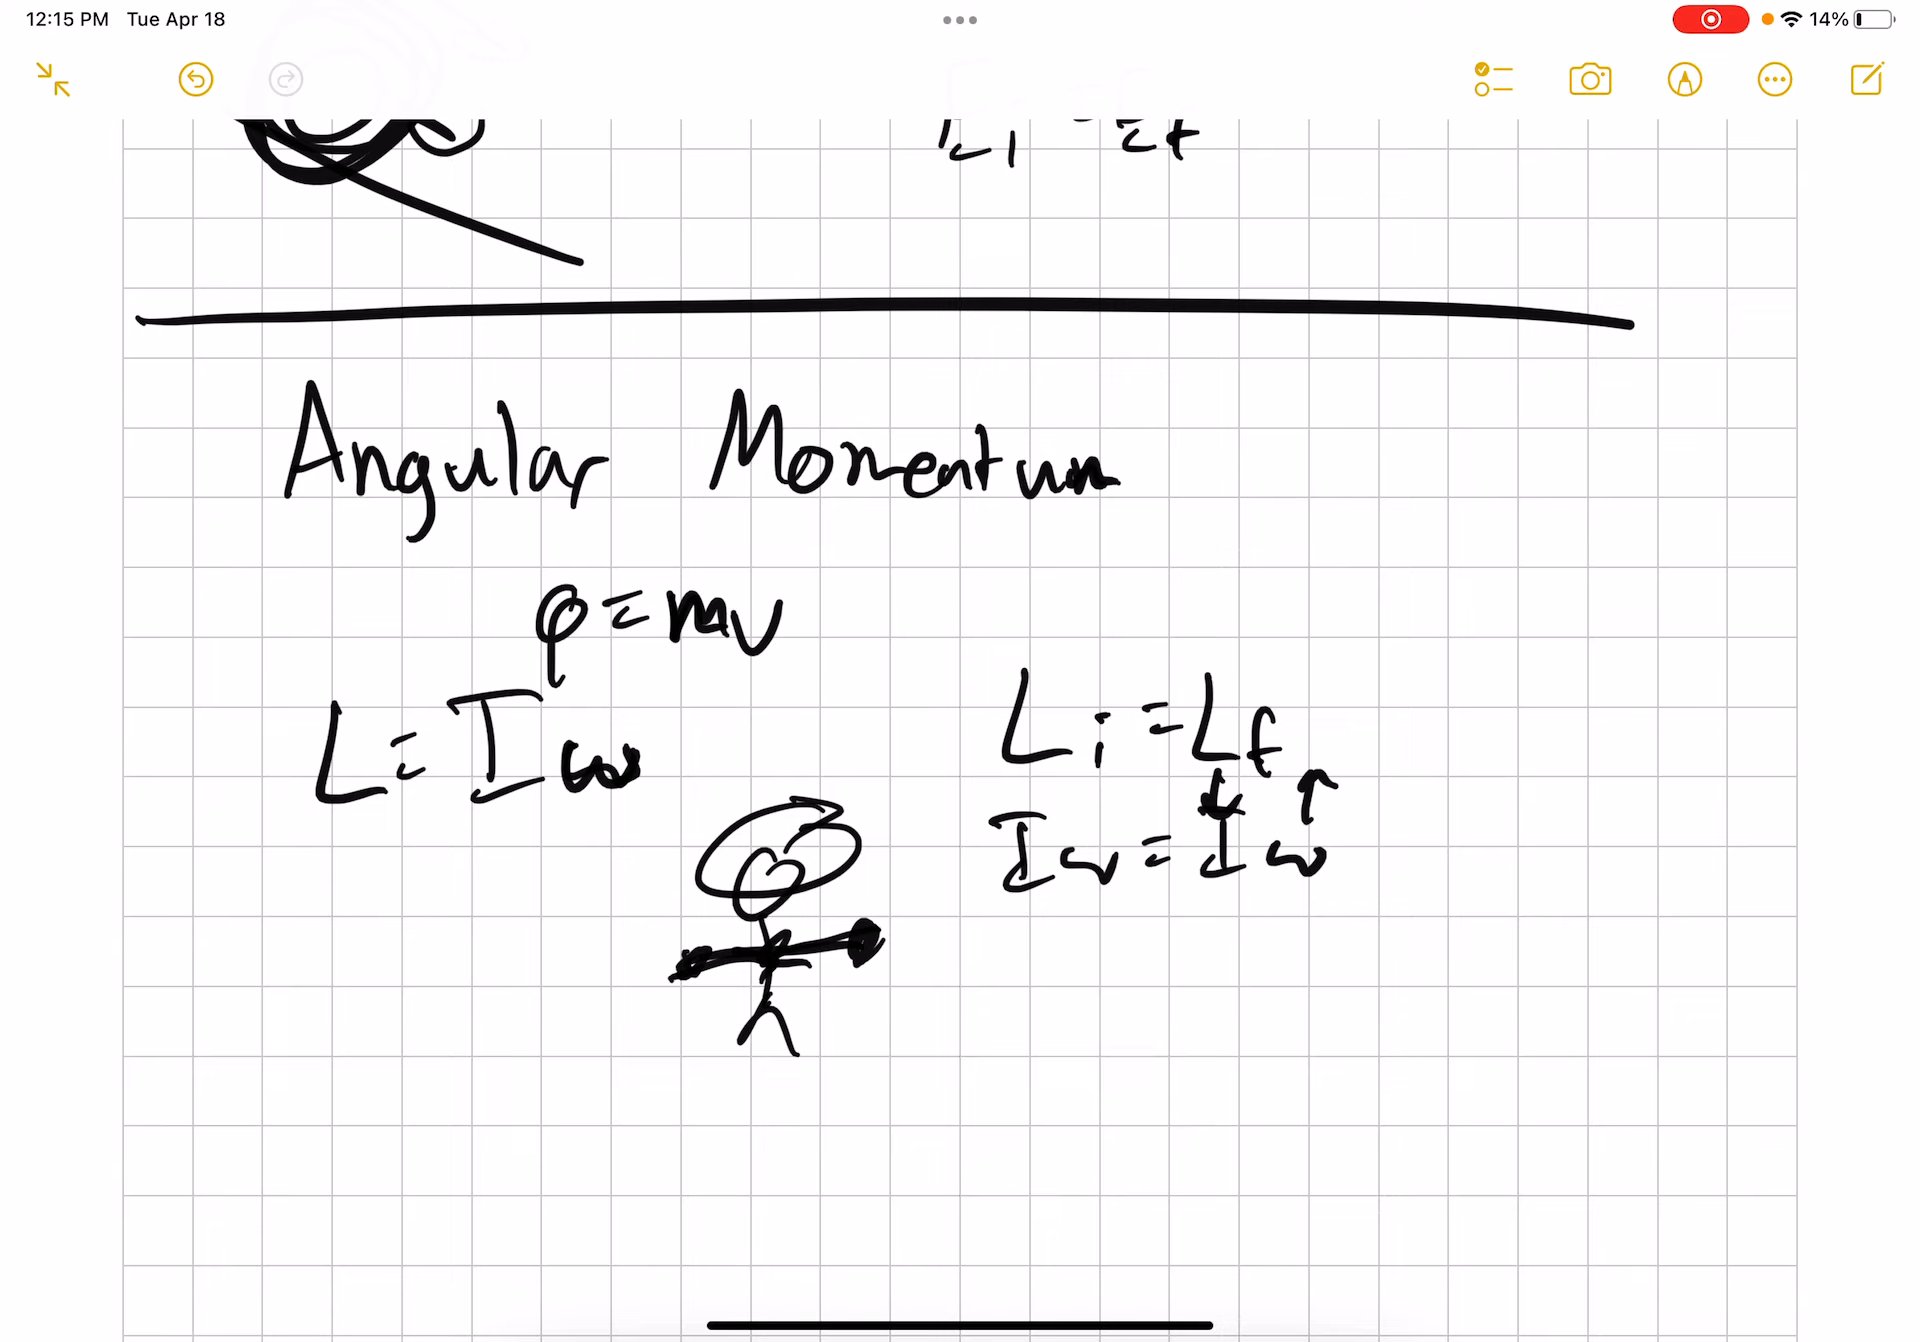 12:15 PM Tue Apr 18
14%
Angular Momentum
p = mv
L = Iω
Li = Lf
↓ ↑
Iω = Iω